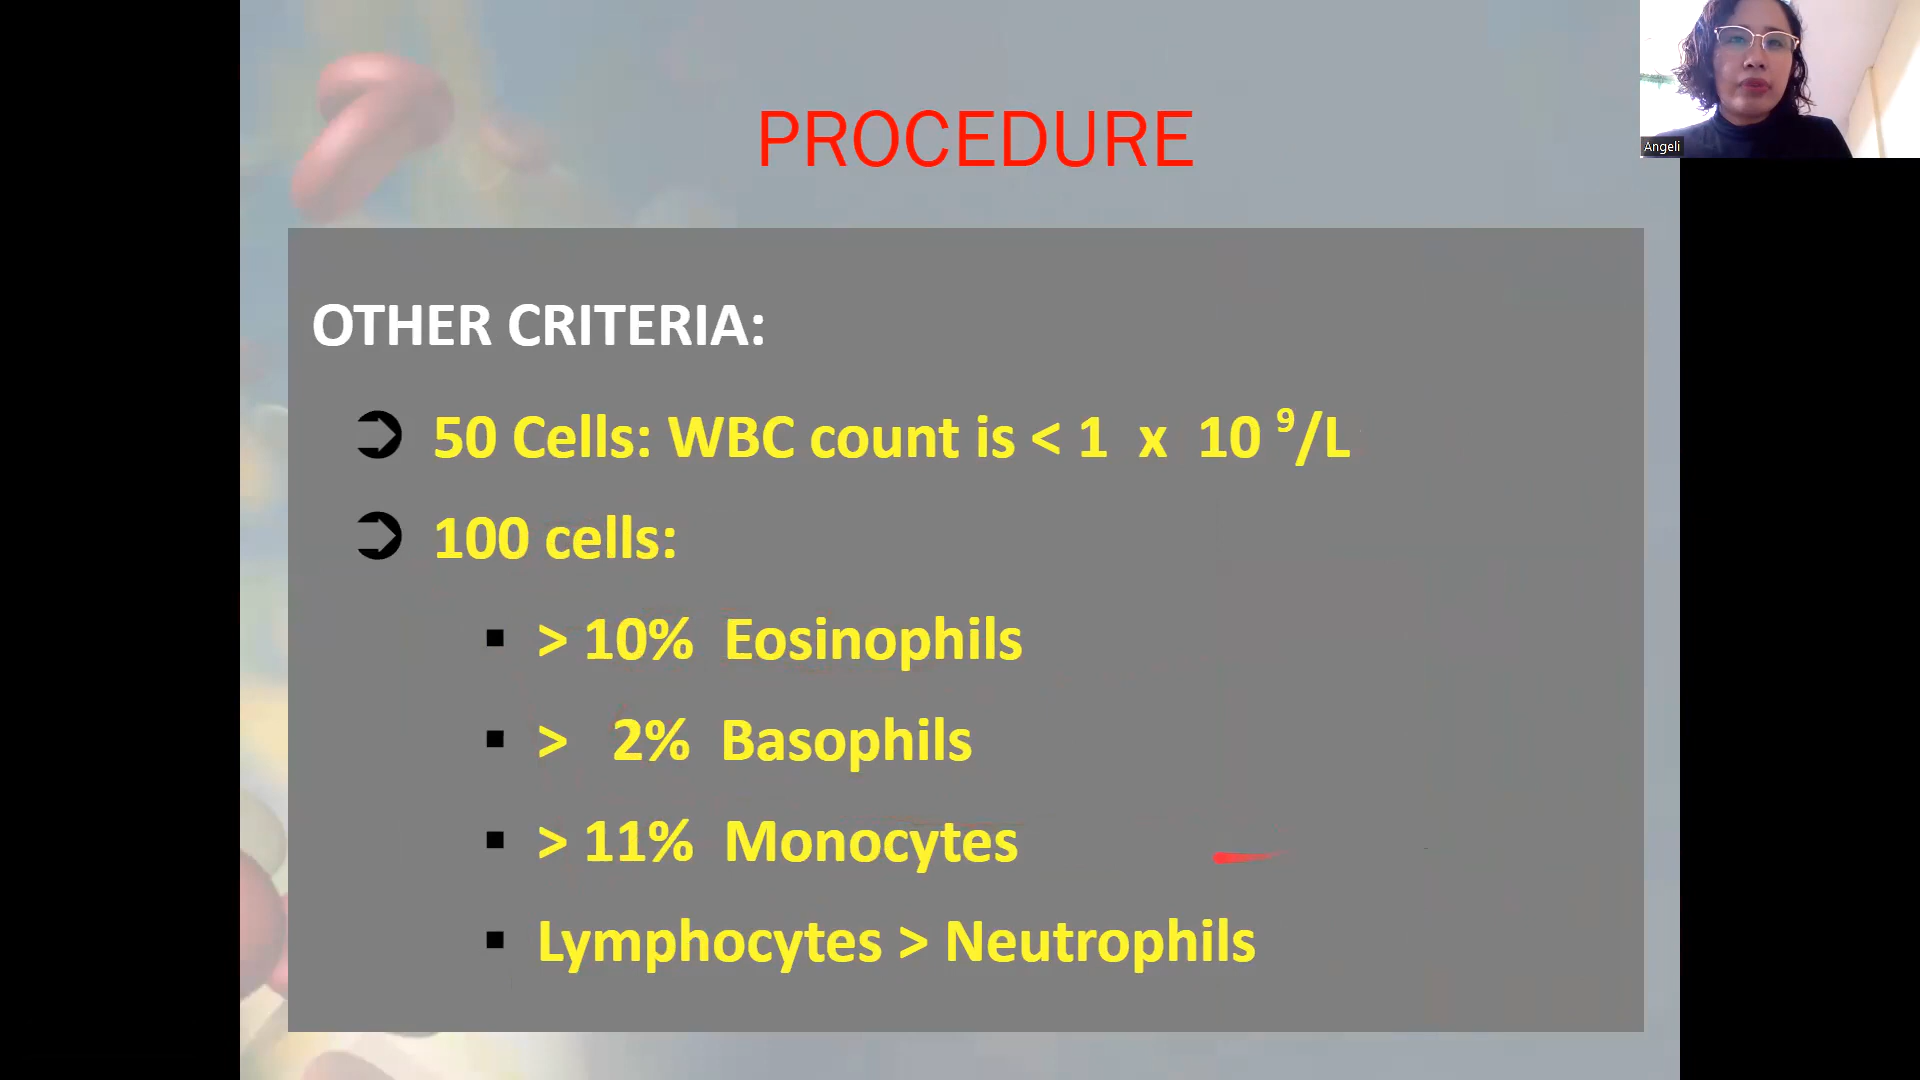 PROCEDURE
Angeli
OTHER CRITERIA:
50 Cells: WBC count is < 1 x 10 ⁹/L
100 cells:
> 10% Eosinophils
> 2% Basophils
> 11% Monocytes
Lymphocytes > Neutrophils